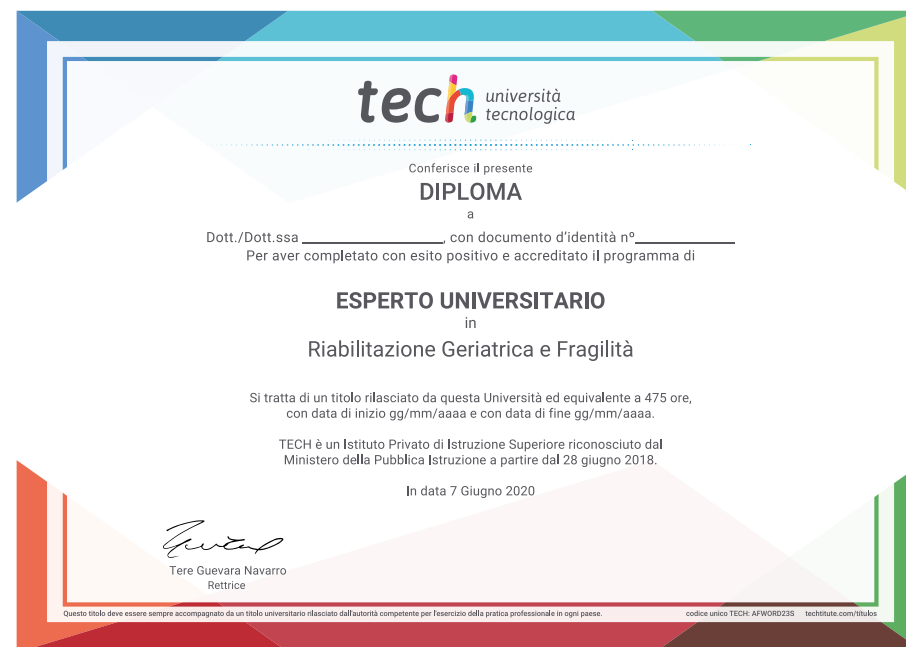 tech università
tecnologica
Conferisce il presente
DIPLOMA
a
Dott./Dott.ssa ____________________, con documento d'identità nº______________
Per aver completato con esito positivo e accreditato il programma di
ESPERTO UNIVERSITARIO
in
Riabilitazione Geriatrica e Fragilità
Si tratta di un titolo rilasciato da questa Università ed equivalente a 475 ore,
con data di inizio gg/mm/aaaa e con data di fine gg/mm/aaaa.
TECH è un Istituto Privato di Istruzione Superiore riconosciuto dal
Ministero della Pubblica Istruzione a partire dal 28 giugno 2018.
In data 7 Giugno 2020
Tere Guevara Navarro
Rettrice
Questo titolo deve essere sempre accompagnato da un titolo universitario rilasciato dall'autorità competente per l'esercizio della pratica professionale in ogni paese. codice unico TECH: AFWORD23S techtitute.com/títulos